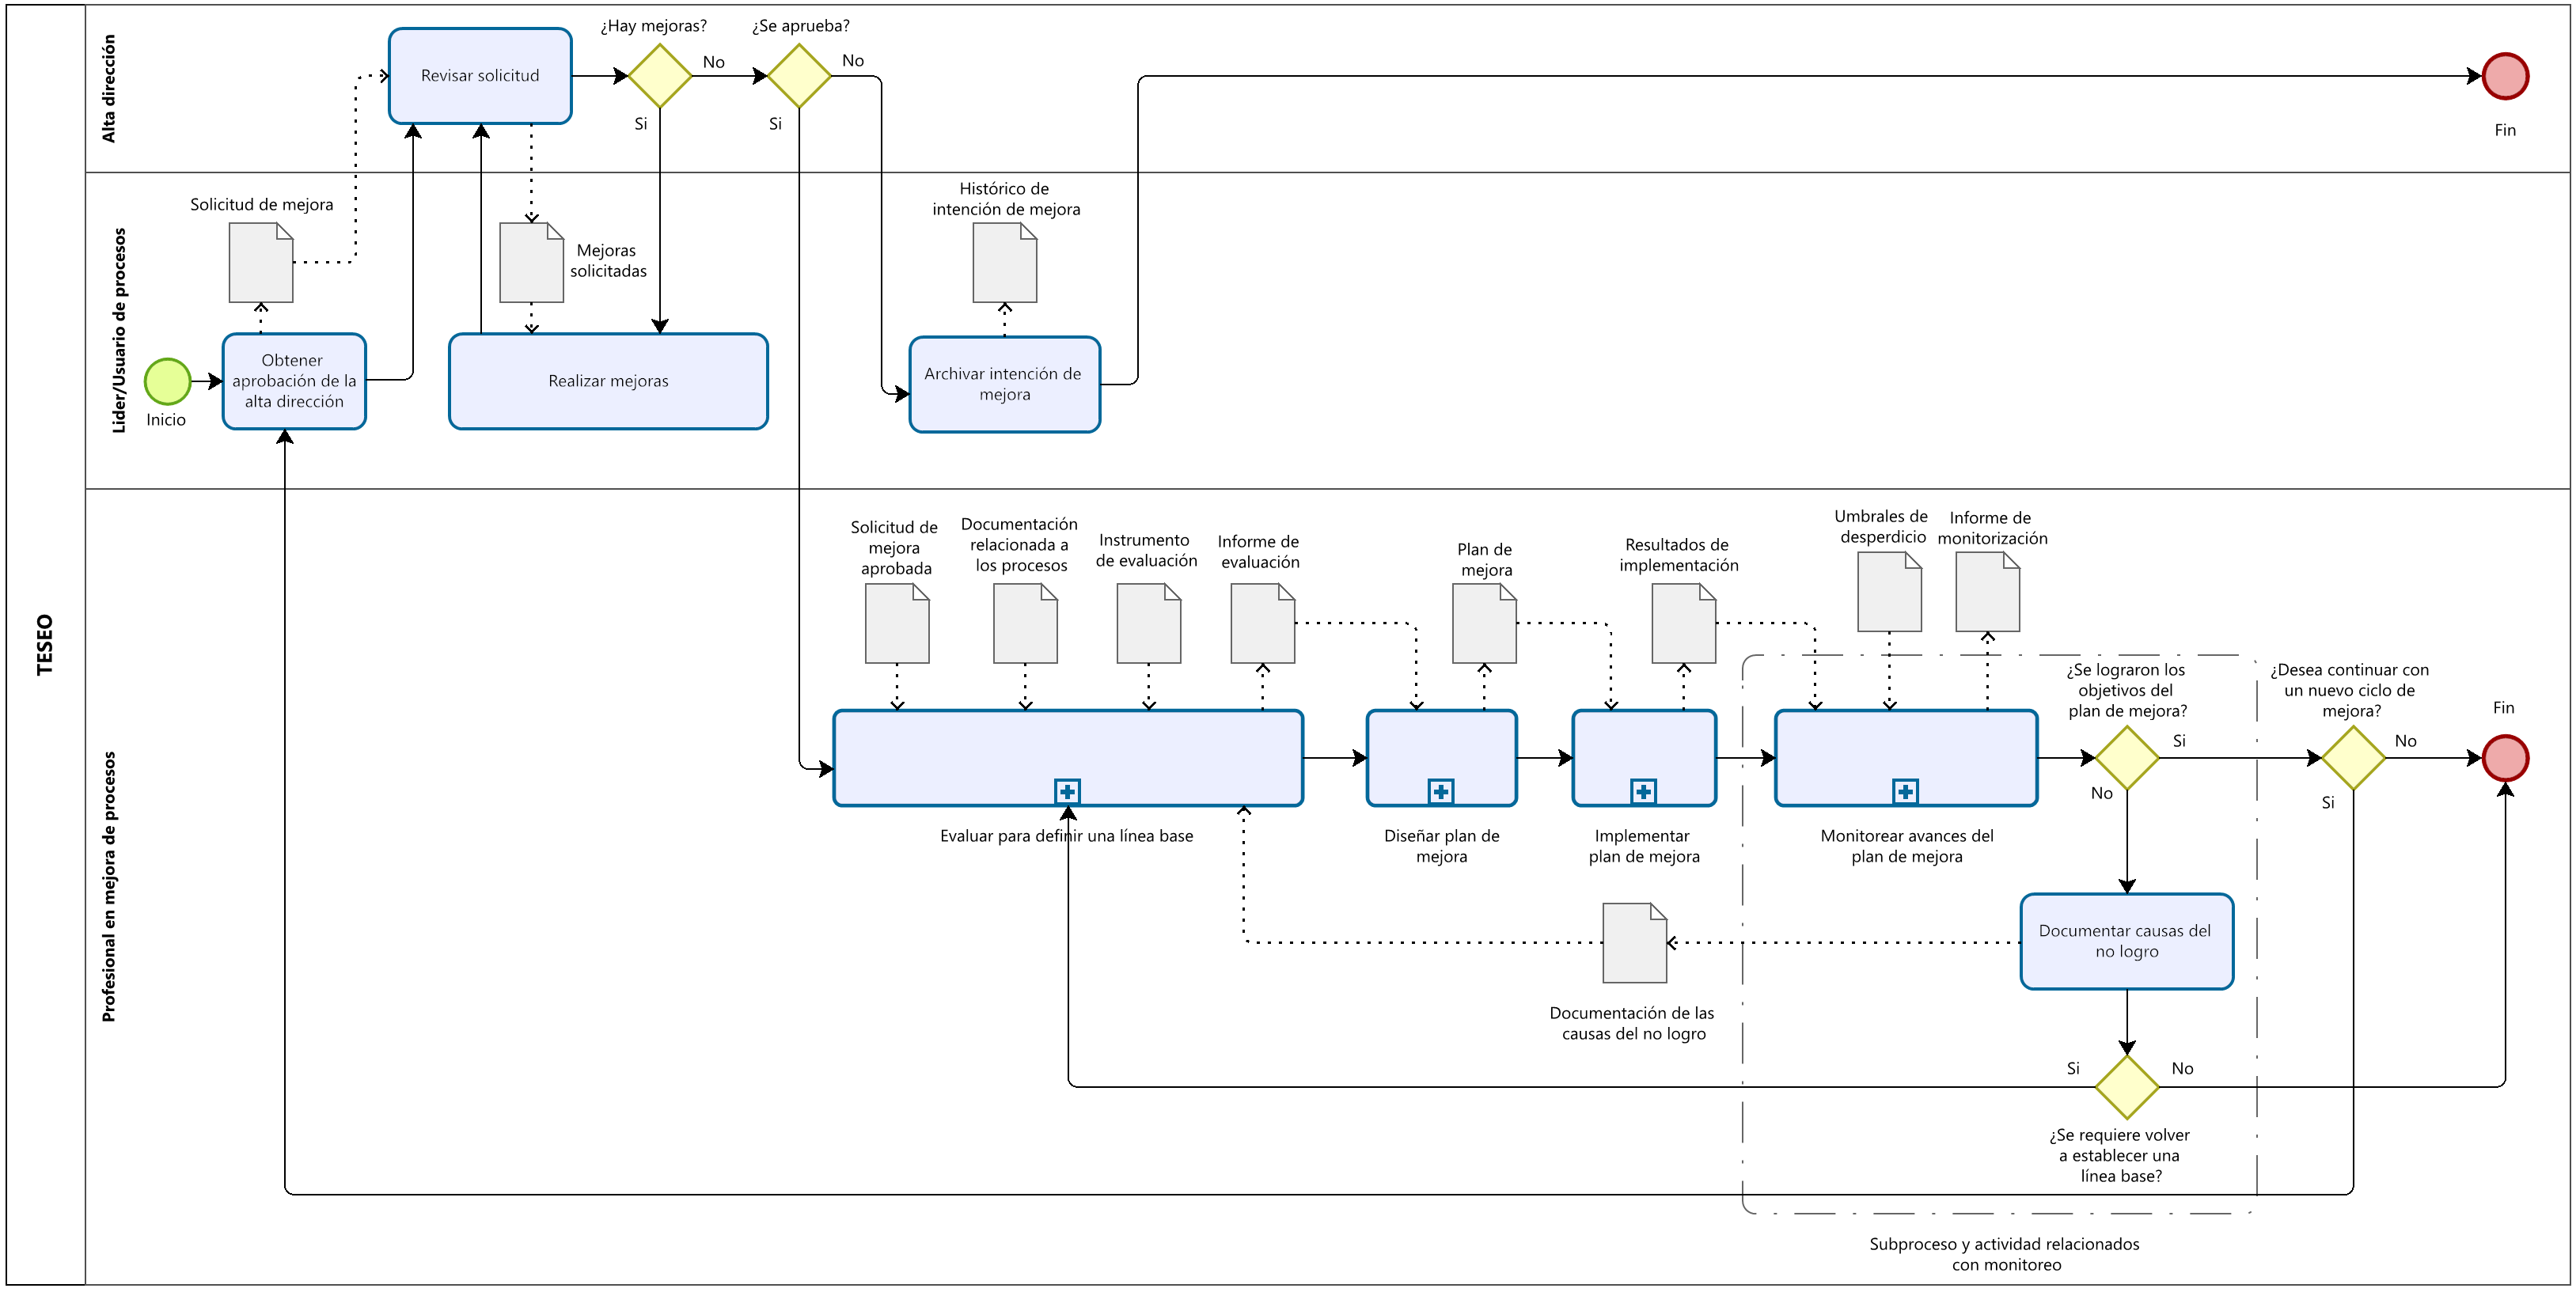 TESEO
Alta dirección
¿Hay mejoras?
¿Se aprueba?
Revisar solicitud
No
No
Si
Si
Fin
Lider/Usuario de procesos
Solicitud de mejora
Mejoras
solicitadas
Histórico de
intención de mejora
Inicio
Obtener
aprobación de la
alta dirección
Realizar mejoras
Archivar intención de
mejora
Profesional en mejora de procesos
Solicitud de
mejora
aprobada
Documentación
relacionada a
los procesos
Instrumento
de evaluación
Informe de
evaluación
Plan de
mejora
Resultados de
implementación
Umbrales de
desperdicio
Informe de
monitorización
¿Se lograron los
objetivos del
plan de mejora?
¿Desea continuar con
un nuevo ciclo de
mejora?
Fin
Si
No
No
Si
Evaluar para definir una línea base
Diseñar plan de
mejora
Implementar
plan de mejora
Monitorear avances del
plan de mejora
Documentar causas del
no logro
Documentación de las
causas del no logro
Si
No
¿Se requiere volver
a establecer una
línea base?
Subproceso y actividad relacionados
con monitoreo